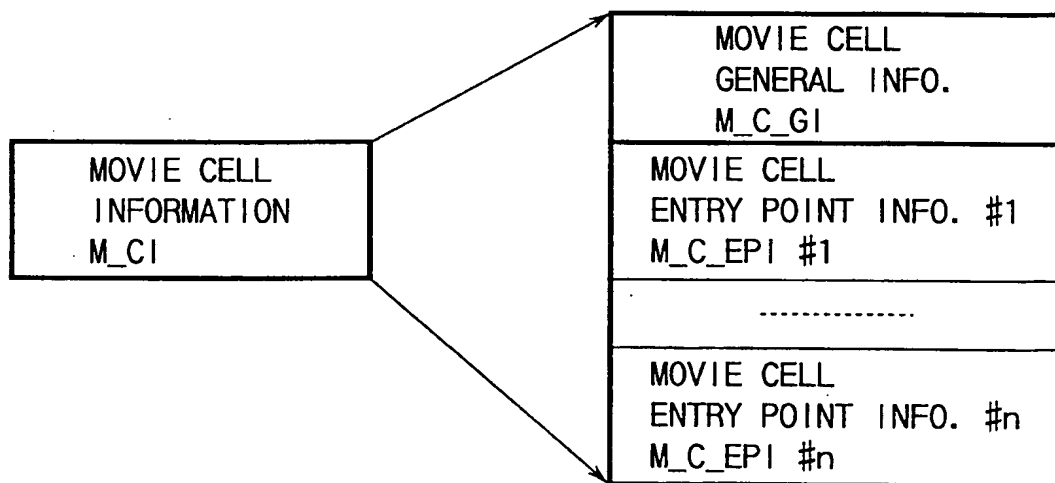 MOVIE CELL
INFORMATION
M_CI
MOVIE CELL
GENERAL INFO.
M_C_GI
MOVIE CELL
ENTRY POINT INFO. #1
M_C_EPI #1
MOVIE CELL
ENTRY POINT INFO. #n
M_C_EPI #n